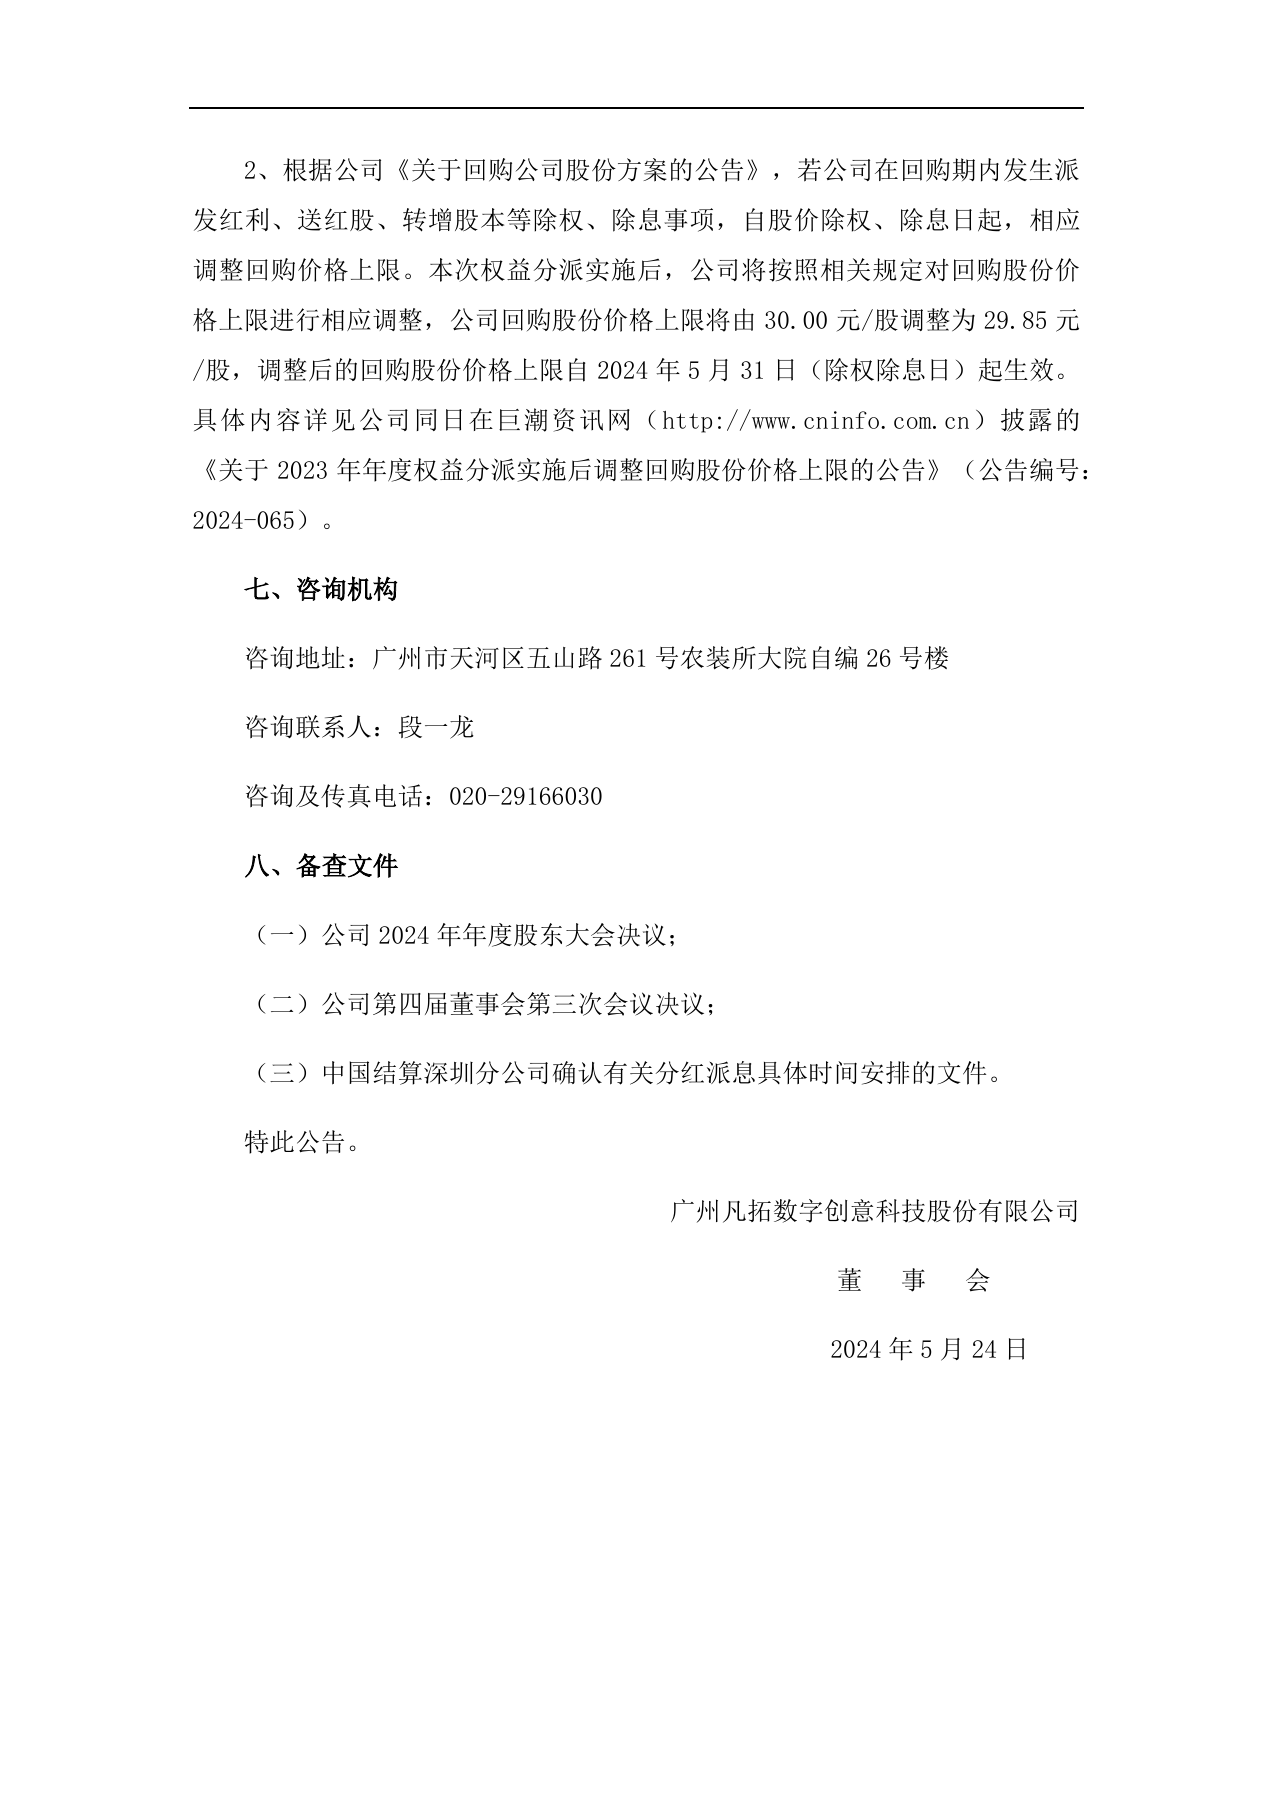 2、根据公司《关于回购公司股份方案的公告》，若公司在回购期内发生派
发红利、送红股、转增股本等除权、除息事项，自股价除权、除息日起，相应
调整回购价格上限。本次权益分派实施后，公司将按照相关规定对回购股份价
格上限进行相应调整，公司回购股份价格上限将由 30.00 元/股调整为 29.85 元
/股，调整后的回购股份价格上限自 2024 年 5 月 31 日（除权除息日）起生效。
具体内容详见公司同日在巨潮资讯网（http://www.cninfo.com.cn）披露的
《关于 2023 年年度权益分派实施后调整回购股份价格上限的公告》（公告编号：
2024-065）。
七、咨询机构
咨询地址：广州市天河区五山路 261 号农装所大院自编 26 号楼
咨询联系人：段一龙
咨询及传真电话：020-29166030
八、备查文件
（一）公司 2024 年年度股东大会决议；
（二）公司第四届董事会第三次会议决议；
（三）中国结算深圳分公司确认有关分红派息具体时间安排的文件。
特此公告。
广州凡拓数字创意科技股份有限公司
董 事 会
2024 年 5 月 24 日